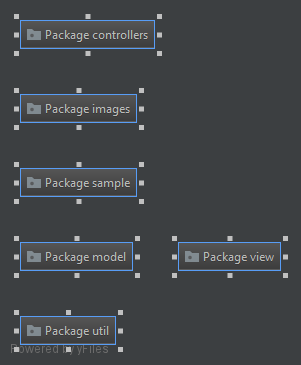 Package controllers
Package images
Package sample
Package model
Package view
Package util
Powered by yFiles